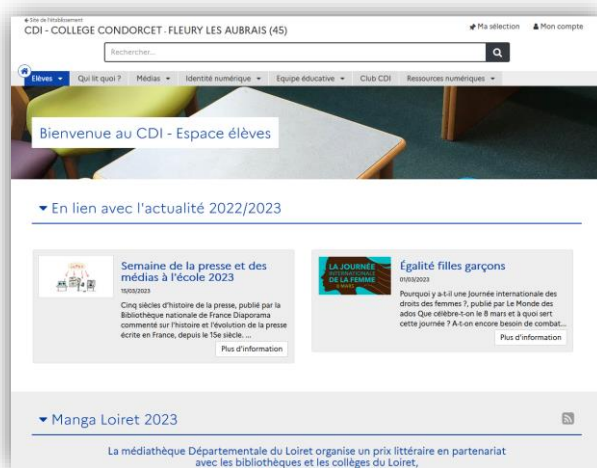 Site de l'établissement
CDI - COLLEGE CONDORCET - FLEURY LES AUBRAIS (45)
Ma sélection
Mon compte
Rechercher...
Elèves
Qui lit quoi ?
Médias
Identité numérique
Equipe éducative
Club CDI
Ressources numériques
Bienvenue au CDI - Espace élèves
En lien avec l'actualité 2022/2023
Semaine de la presse et des
médias à l'école 2023
15/03/2023
Cinq siècles d'histoire de la presse, publié par la
Bibliothèque nationale de France Diaporama
commenté sur l'histoire et l'évolution de la presse
écrite en France, depuis le 15e siècle. ...
Plus d'information
LA JOURNÉE
INTERNATIONALE
DE LA FEMME
8 MARS
Égalité filles garçons
01/03/2023
Pourquoi y a-t-il une Journée internationale des
droits des femmes ?, publié par Le Monde des
ados Que célèbre-t-on le 8 mars et à quoi sert
cette journée ? A-t-on encore besoin de combat...
Plus d'information
Manga Loiret 2023
La médiathèque Départementale du Loiret organise un prix littéraire en partenariat
avec les bibliothèques et les collèges du Loiret,